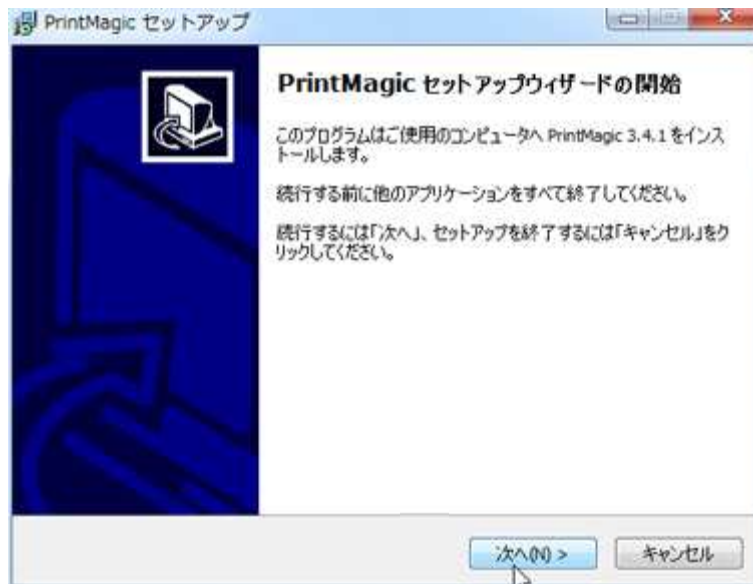 PrintMagic セットアップ
PrintMagic セットアップウィザードの開始
このプログラムはご使用のコンピュータへ PrintMagic 3.4.1 をインス
トールします。
続行する前に他のアプリケーションをすべて終了してください。
続行するには「次へ」、セットアップを終了するには「キャンセル」をク
リックしてください。
次へ(N) >
キャンセル